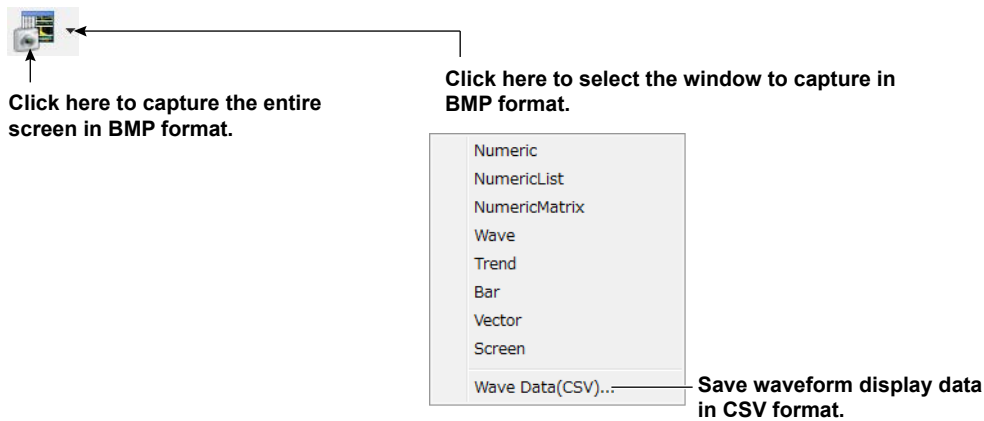 Click here to capture the entire
screen in BMP format.
Click here to select the window to capture in
BMP format.
Numeric
NumericList
NumericMatrix
Wave
Trend
Bar
Vector
Screen
Wave Data(CSV)...
Save waveform display data
in CSV format.